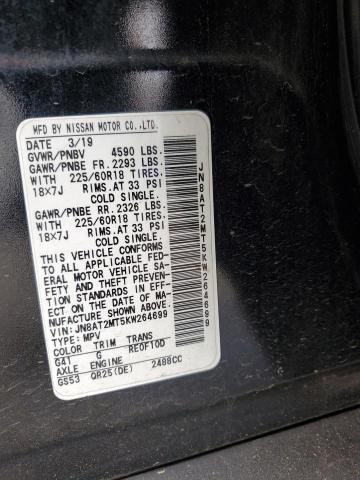 MFD BY NISSAN MOTOR CO.,LTD.
DATE 3/19
GVWR/PNBV 4590 LBS.
GAWR/PNBE FR. 2293 LBS.
WITH 225/60R18 TIRES.
18X7J RIMS.AT 33 PSI
COLD SINGLE.
GAWR/PNBE RR. 2326 LBS.
WITH 225/60R18 TIRES.
18X7J RIMS.AT 33 PSI
COLD SINGLE.
THIS VEHICLE CONFORMS
TO ALL APPLICABLE FED-
ERAL MOTOR VEHICLE SA-
FETY AND THEFT PREVEN-
TION STANDARDS IN EFF-
ECT ON THE DATE OF MA-
NUFACTURE SHOWN ABOVE.
VIN: JN8AT2MT5KW264699
TYPE: MPV
COLOR TRIM TRANS
G41 G RE0F10D
AXLE ENGINE
GS53 QR25(DE) 2488CC
JN8AT2MT5KW264699